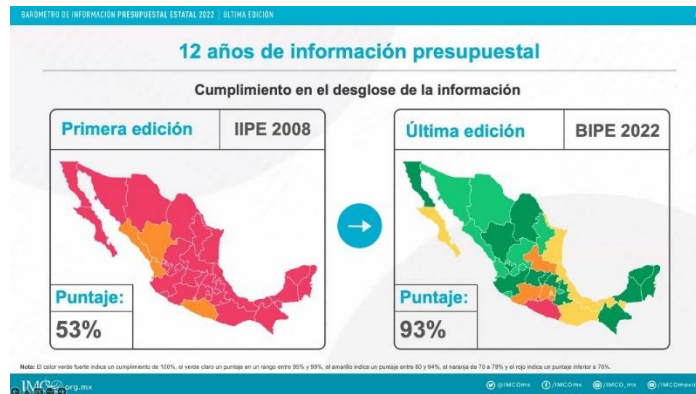 BARÓMETRO DE INFORMACIÓN PRESUPUESTAL ESTATAL 2022 | ÚLTIMA EDICIÓN
12 años de información presupuestal
Cumplimiento en el desglose de la información
Primera edición
IIPE 2008
Puntaje:
53%
Última edición
BIPE 2022
Puntaje:
93%
Nota: El color verde fuerte indica un cumplimiento de 100%, el verde claro un puntaje en un rango entre 95% y 99%, el amarillo indica un puntaje entre 80 y 94%, el naranja de 70 a 79% y el rojo indica un puntaje inferior a 70%.
IMCO
org.mx
@IMCOmx
/IMCOmx
@IMCO_mx
/IMCOmexico